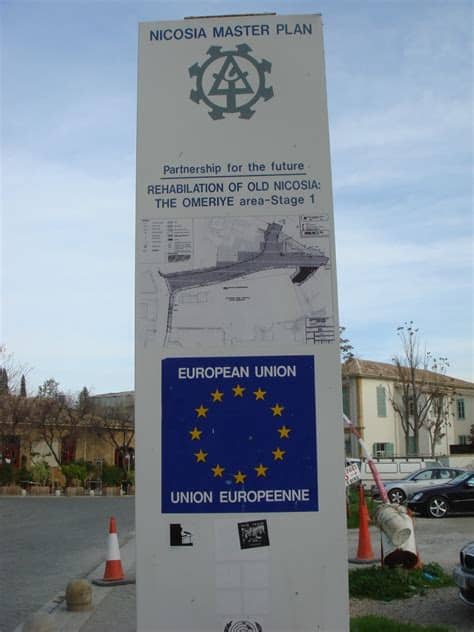 NICOSIA MASTER PLAN
Partnership for the future
REHABILATION OF OLD NICOSIA:
THE OMERIYE area-Stage 1
EUROPEAN UNION
UNION EUROPEENNE